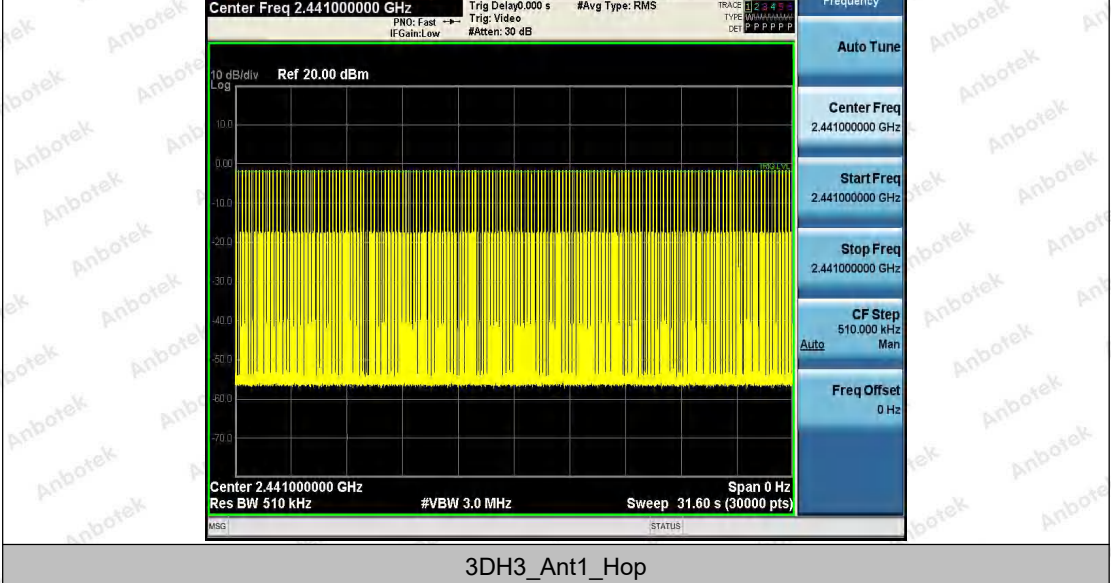 Center Freq 2.441000000 GHz
PNO: Fast
IFGain:Low
Trig Delay0.000 s
Trig: Video
#Atten: 30 dB
#Avg Type: RMS
TRACE 1 2 3 4 5 6
TYPE
DET P P P P P P
Frequency
Auto Tune
10 dB/div
Log
Ref 20.00 dBm
10.0
0.00
TRIG LVL
-10.0
-20.0
-30.0
-40.0
-50.0
-60.0
-70.0
Center Freq
2.441000000 GHz
Start Freq
2.441000000 GHz
Stop Freq
2.441000000 GHz
CF Step
510.000 kHz
Auto Man
Freq Offset
0 Hz
Center 2.441000000 GHz
Span 0 Hz
Res BW 510 kHz
#VBW 3.0 MHz
Sweep 31.60 s (30000 pts)
MSG
STATUS
3DH3_Ant1_Hop
Anbotek